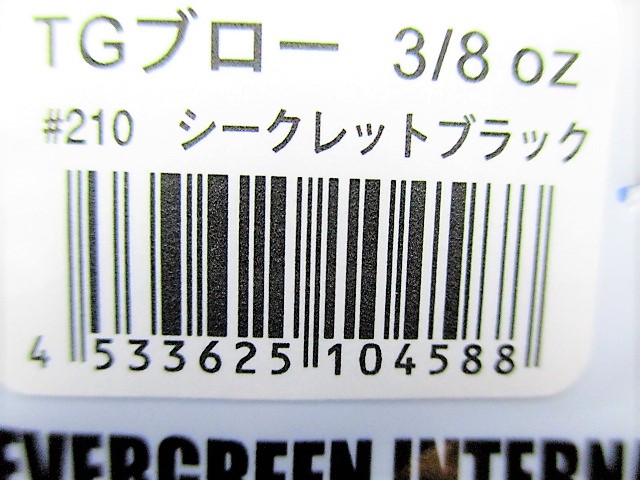 TGブロー 3/8 oz
#210 シークレットブラック
4 533625 104588
EVERGREEN INTERNA